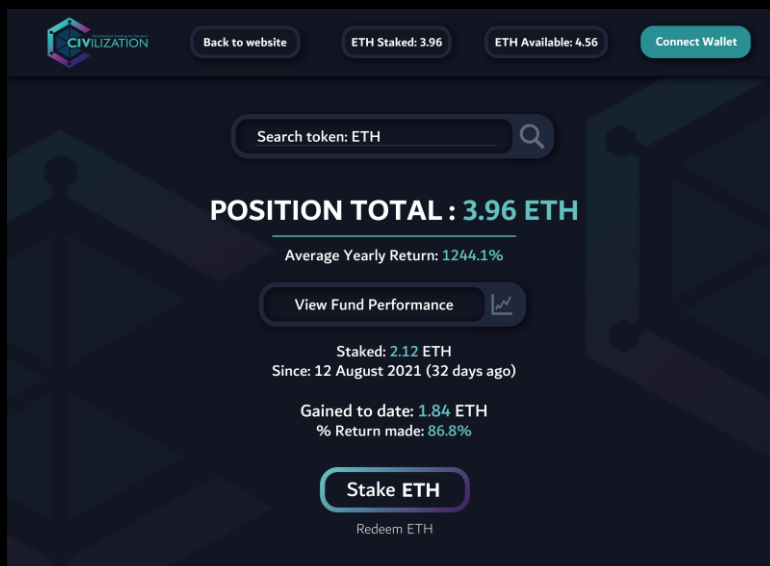 CIVILIZATION
Back to website
ETH Staked: 3.96
ETH Available: 4.56
Connect Wallet
Search token: ETH
POSITION TOTAL : 3.96 ETH
Average Yearly Return: 1244.1%
View Fund Performance
Staked: 2.12 ETH
Since: 12 August 2021 (32 days ago)
Gained to date: 1.84 ETH
% Return made: 86.8%
Stake ETH
Redeem ETH